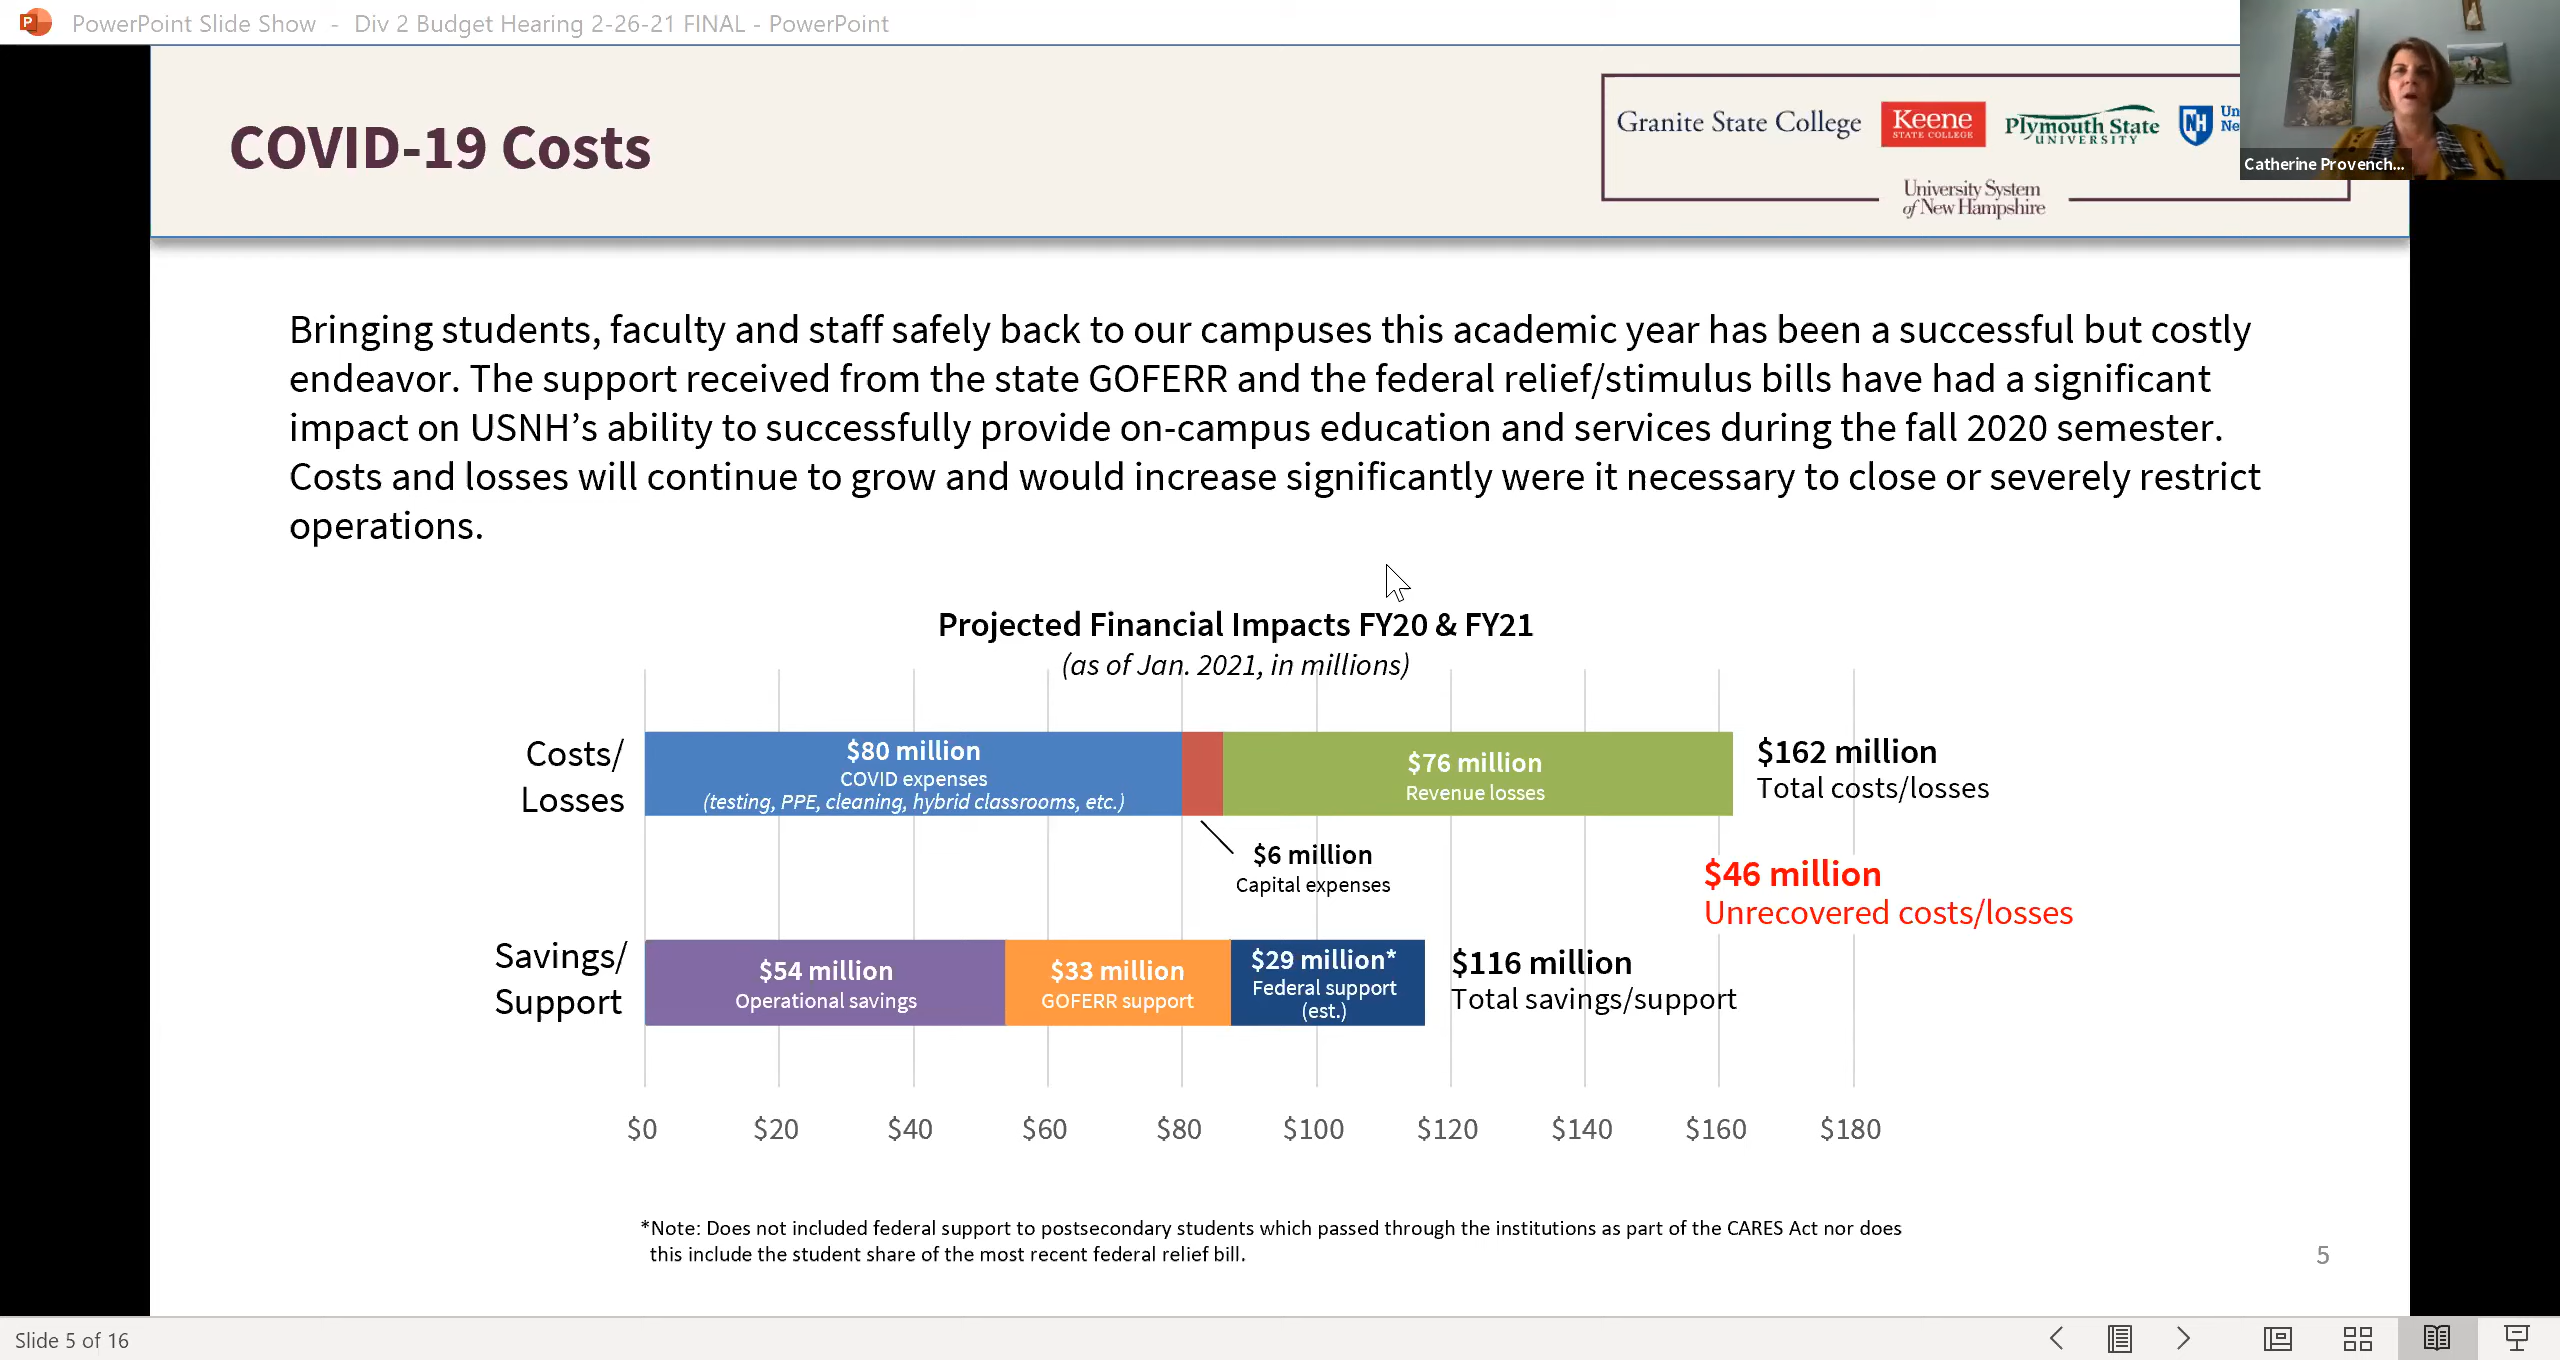 PowerPoint Slide Show - Div 2 Budget Hearing 2-26-21 FINAL - PowerPoint
COVID-19 Costs
Granite State College
Keene
STATE COLLEGE
Plymouth State
UNIVERSITY
NH
Un
Ne
University System
of New Hampshire
Catherine Provench...
Bringing students, faculty and staff safely back to our campuses this academic year has been a successful but costly
endeavor. The support received from the state GOFERR and the federal relief/stimulus bills have had a significant
impact on USNH’s ability to successfully provide on-campus education and services during the fall 2020 semester.
Costs and losses will continue to grow and would increase significantly were it necessary to close or severely restrict
operations.
Projected Financial Impacts FY20 & FY21
(as of Jan. 2021, in millions)
Costs/
Losses
$80 million
COVID expenses
(testing, PPE, cleaning, hybrid classrooms, etc.)
$76 million
Revenue losses
$162 million
Total costs/losses
$6 million
Capital expenses
$46 million
Unrecovered costs/losses
Savings/
Support
$54 million
Operational savings
$33 million
GOFERR support
$29 million*
Federal support
(est.)
$116 million
Total savings/support
$0 $20 $40 $60 $80 $100 $120 $140 $160 $180
*Note: Does not included federal support to postsecondary students which passed through the institutions as part of the CARES Act nor does
this include the student share of the most recent federal relief bill.
5
Slide 5 of 16